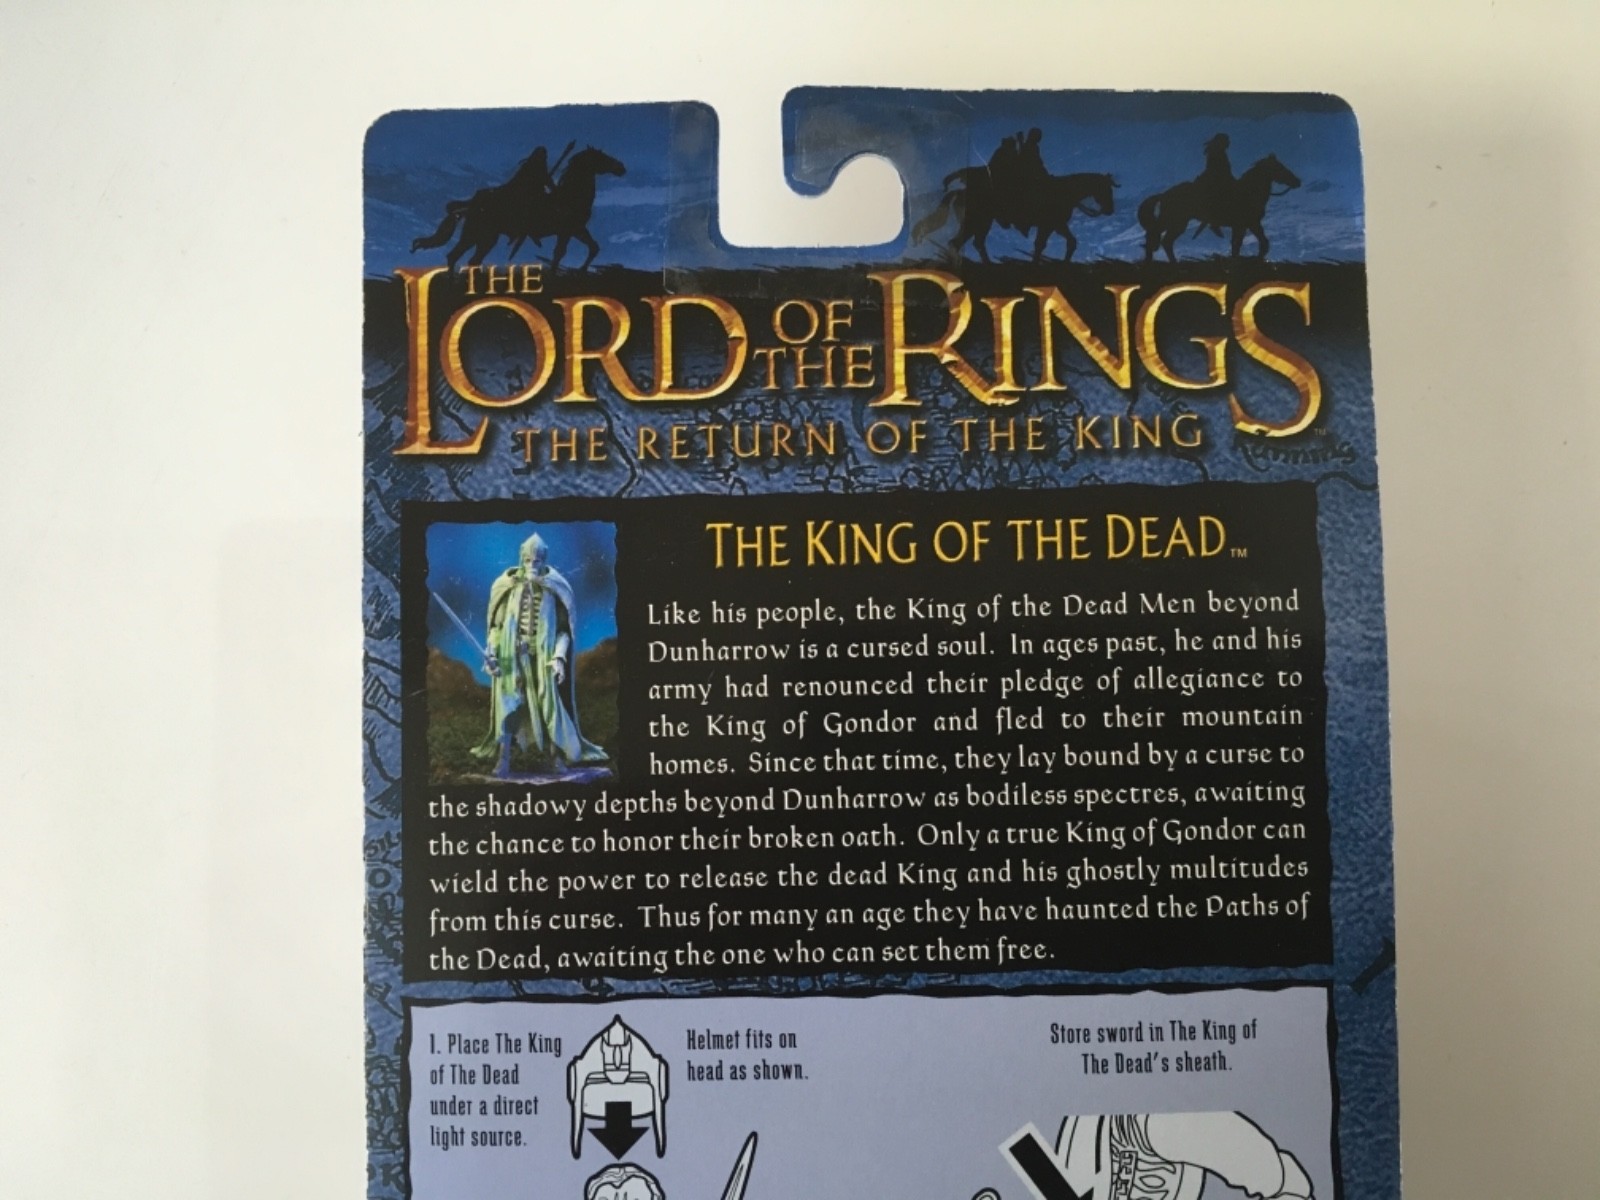 THE LORD OF THE RINGS
THE RETURN OF THE KING ™
THE KING OF THE DEAD™
Like his people, the King of the Dead Men beyond
Dunharrow is a cursed soul. In ages past, he and his
army had renounced their pledge of allegiance to
the King of Gondor and fled to their mountain
homes. Since that time, they lay bound by a curse to
the shadowy depths beyond Dunharrow as bodiless spectres, awaiting
the chance to honor their broken oath. Only a true King of Gondor can
wield the power to release the dead King and his ghostly multitudes
from this curse. Thus for many an age they have haunted the Paths of
the Dead, awaiting the one who can set them free.
1. Place The King
of The Dead
under a direct
light source.
Helmet fits on
head as shown.
Store sword in The King of
The Dead's sheath.